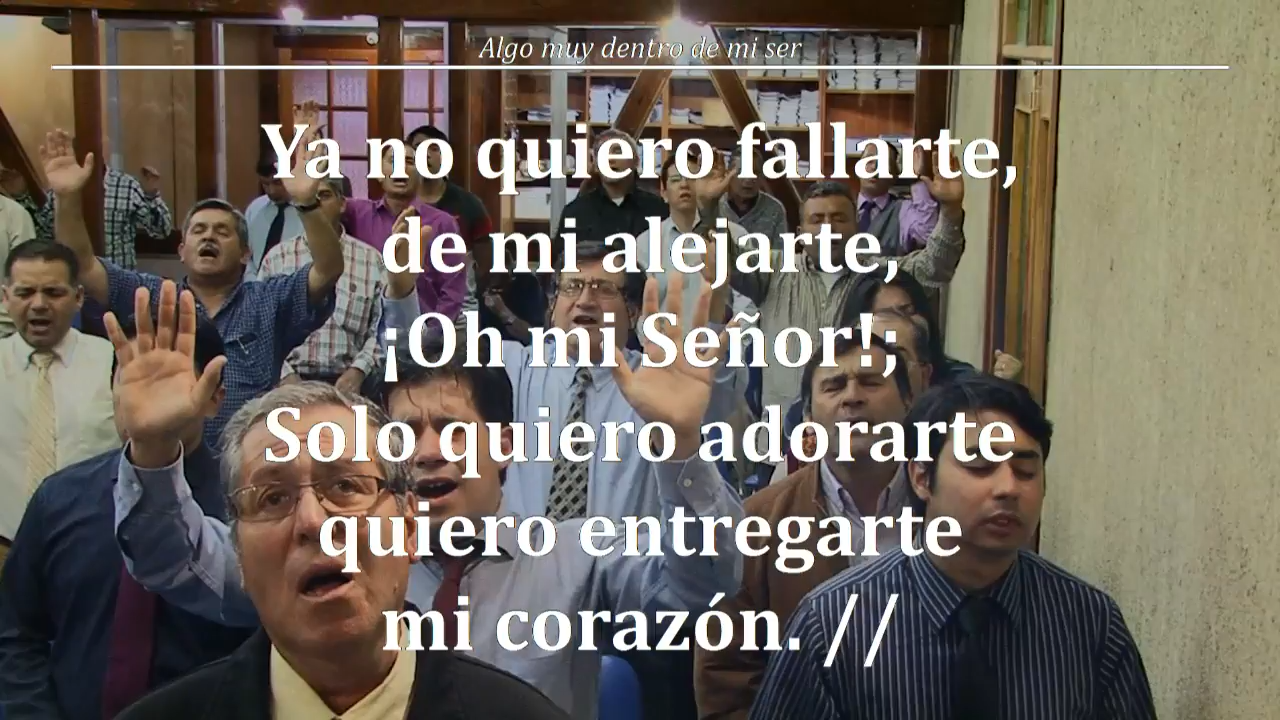 Algo muy dentro de mi ser
Ya no quiero fallarte,
de mi alejarte,
¡Oh mi Señor!;
Solo quiero adorarte
quiero entregarte
mi corazón. //